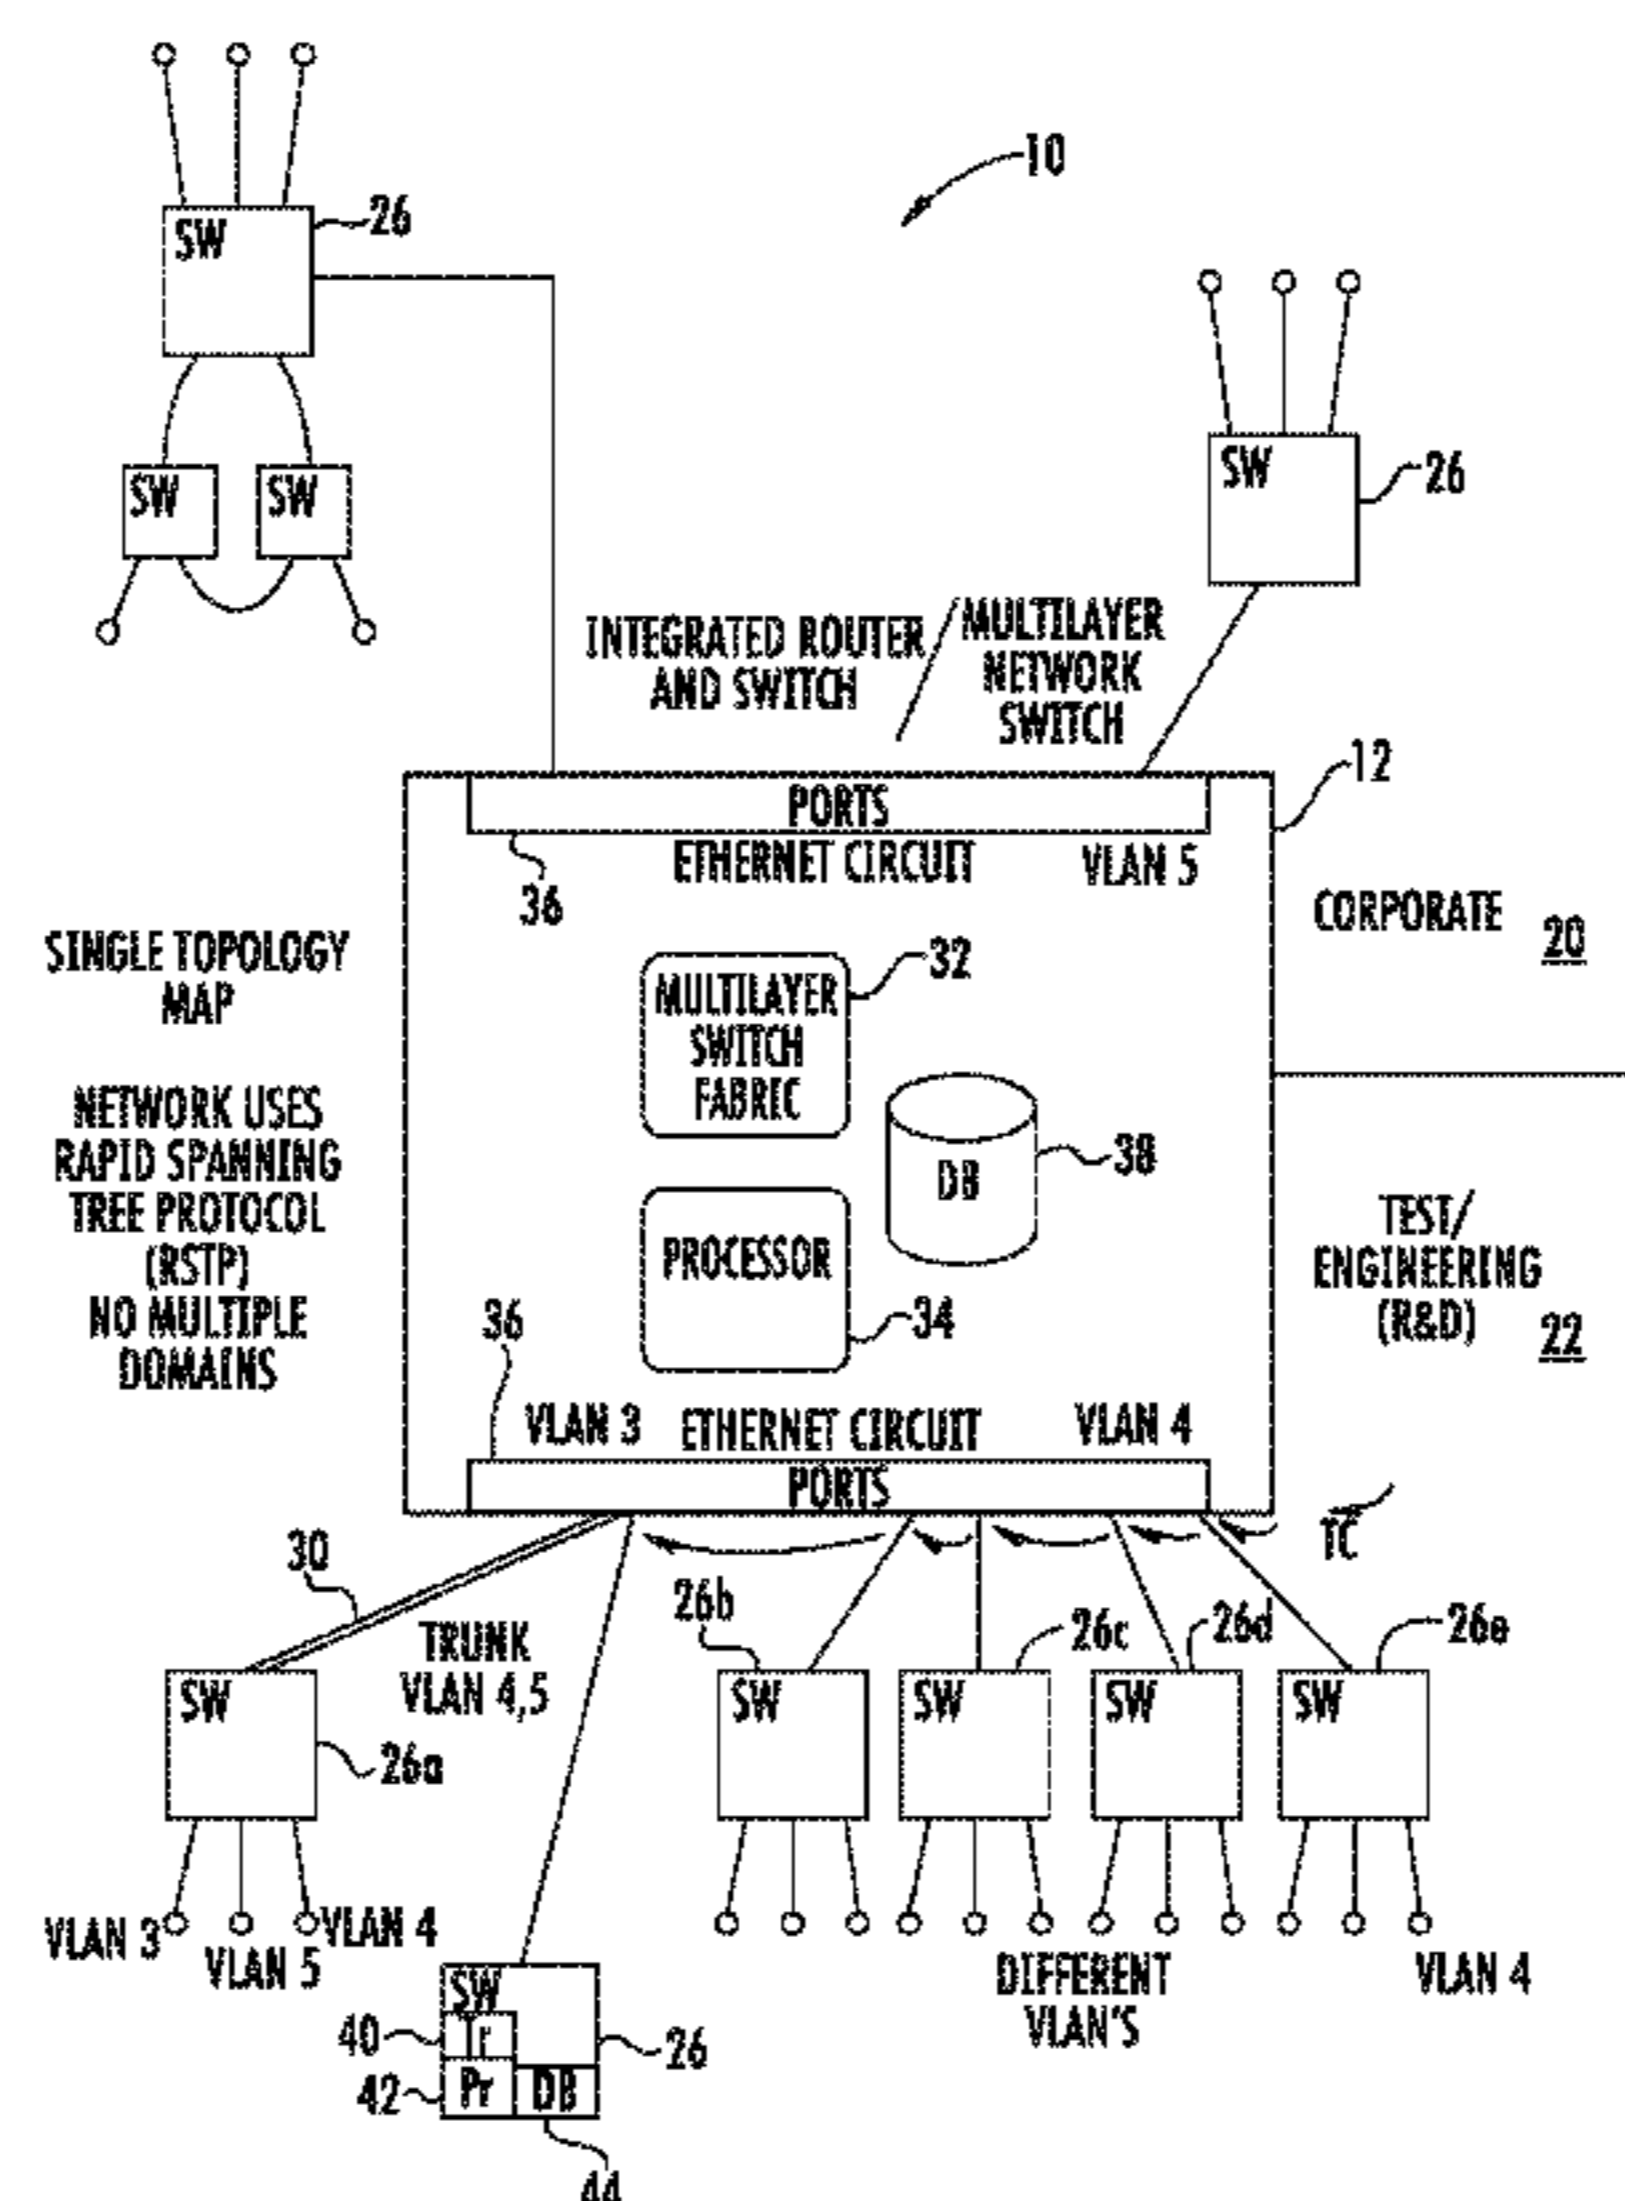 10
SW
26
SW
SW
SW
26
INTEGRATED ROUTER
AND SWITCH
/
MULTILAYER
NETWORK
SWITCH
12
PORTS
ETHERNET CIRCUIT
VLAN 5
36
CORPORATE
20
SINGLE TOPOLOGY
MAP
32
MULTILAYER
SWITCH
FABRIC
NETWORK USES
RAPID SPANNING
TREE PROTOCOL
(RSTP)
NO MULTIPLE
DOMAINS
DB
38
PROCESSOR
34
TEST/
ENGINEERING
(R&D)
22
36
VLAN 3
ETHERNET CIRCUIT
VLAN 4
PORTS
TC
30
TRUNK
VLAN 4,5
SW
26a
26b
SW
26c
SW
26d
SW
26e
SW
VLAN 3
VLAN 5
VLAN 4
DIFFERENT
VLAN'S
VLAN 4
SW
40
Tr
26
42
Pr
DB
44